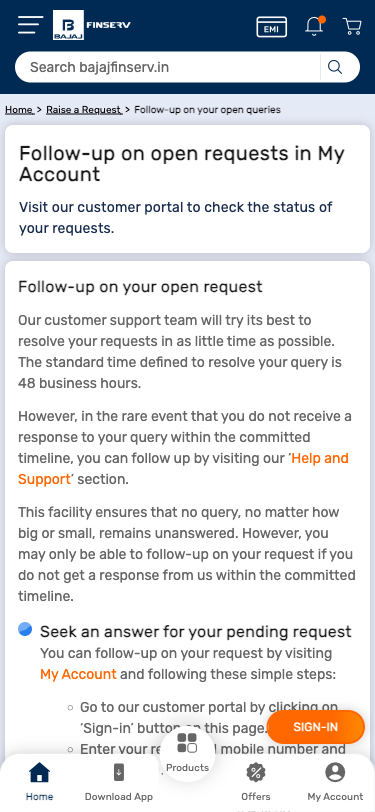 BAJAJ FINSERV
EMI
Search bajajfinserv.in
Home > Raise a Request > Follow-up on your open queries
Follow-up on open requests in My
Account
Visit our customer portal to check the status of
your requests.
Follow-up on your open request
Our customer support team will try its best to
resolve your requests in as little time as possible.
The standard time defined to resolve your query is
48 business hours.
However, in the rare event that you do not receive a
response to your query within the committed
timeline, you can follow up by visiting our ‘Help and
Support’ section.
This facility ensures that no query, no matter how
big or small, remains unanswered. However, you
may only be able to follow-up on your request if you
do not get a response from us within the committed
timeline.
Seek an answer for your pending request
You can follow-up on your request by visiting
My Account and following these simple steps:
Go to our customer portal by clicking on
‘Sign-in’ button on this page.
SIGN-IN
Enter your mobile number and
Products
Home
Download App
Offers
My Account